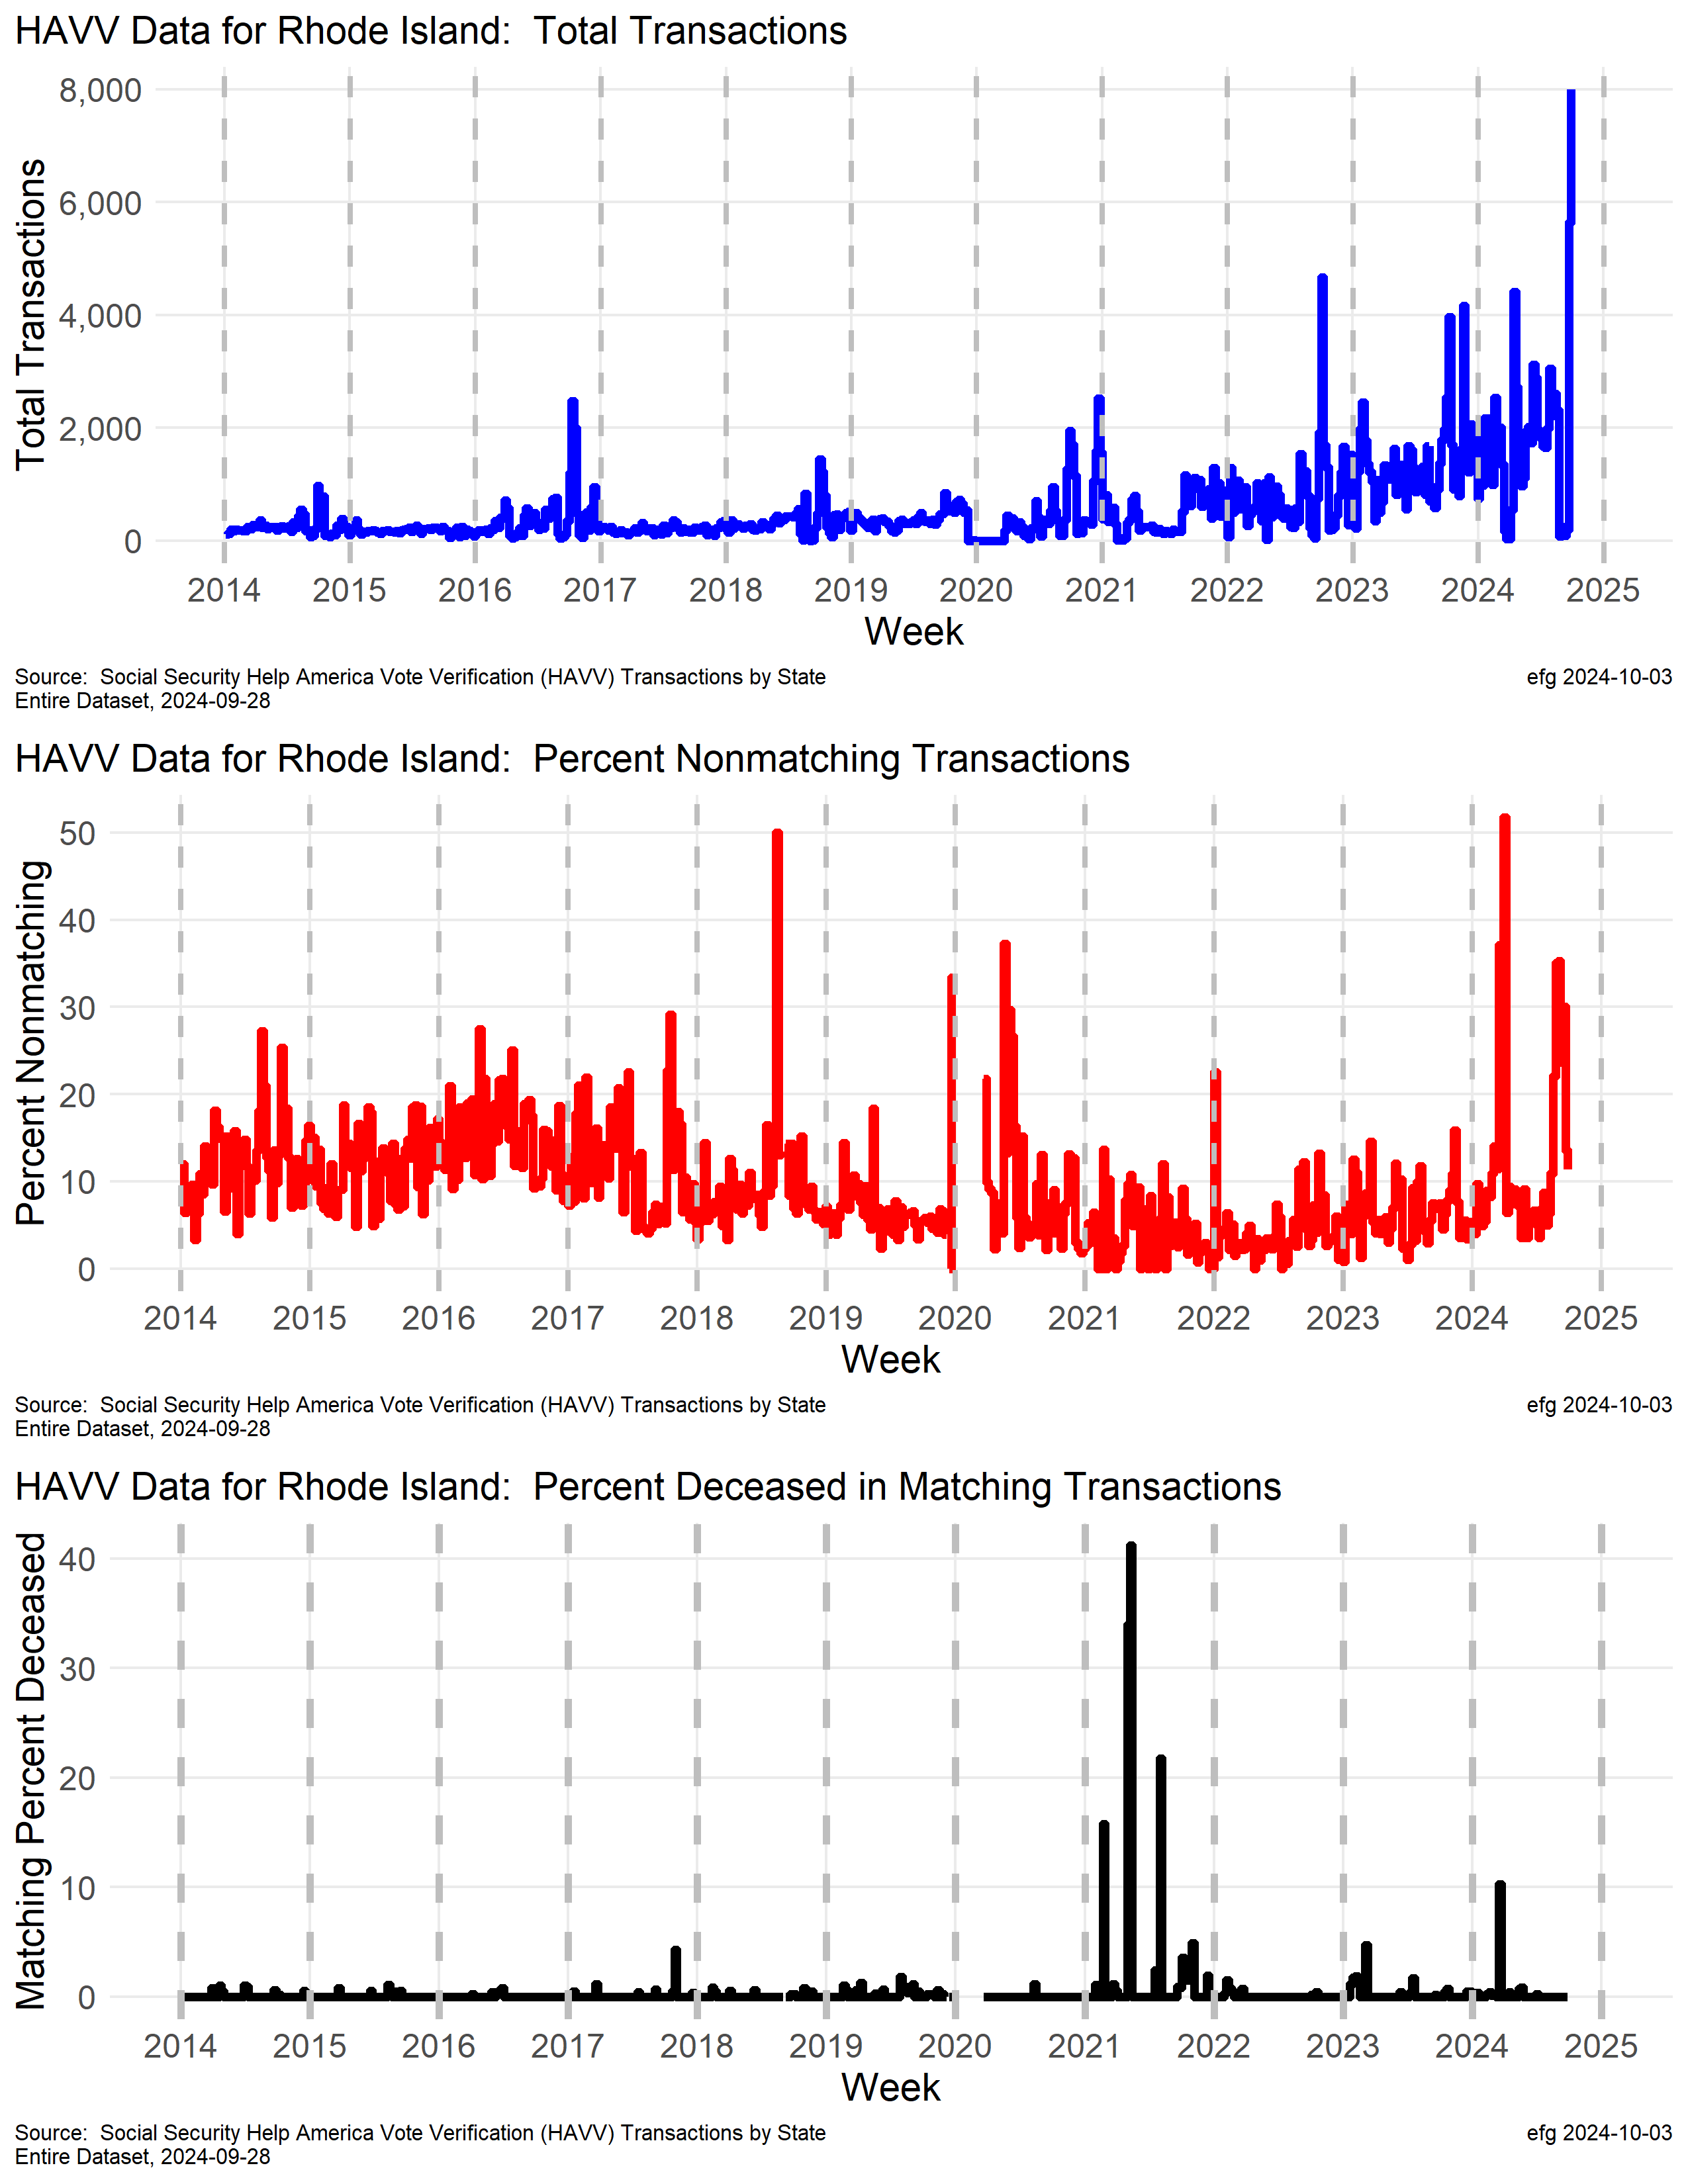 HAVV Data for Rhode Island:  Total Transactions
Total Transactions
8,000
6,000
4,000
2,000
0
2014 2015 2016 2017 2018 2019 2020 2021 2022 2023 2024 2025
Week
Source:  Social Security Help America Vote Verification (HAVV) Transactions by State efg 2024-10-03
Entire Dataset, 2024-09-28
HAVV Data for Rhode Island:  Percent Nonmatching Transactions
Percent Nonmatching
50
40
30
20
10
0
2014 2015 2016 2017 2018 2019 2020 2021 2022 2023 2024 2025
Week
Source:  Social Security Help America Vote Verification (HAVV) Transactions by State efg 2024-10-03
Entire Dataset, 2024-09-28
HAVV Data for Rhode Island:  Percent Deceased in Matching Transactions
Matching Percent Deceased
40
30
20
10
0
2014 2015 2016 2017 2018 2019 2020 2021 2022 2023 2024 2025
Week
Source:  Social Security Help America Vote Verification (HAVV) Transactions by State efg 2024-10-03
Entire Dataset, 2024-09-28